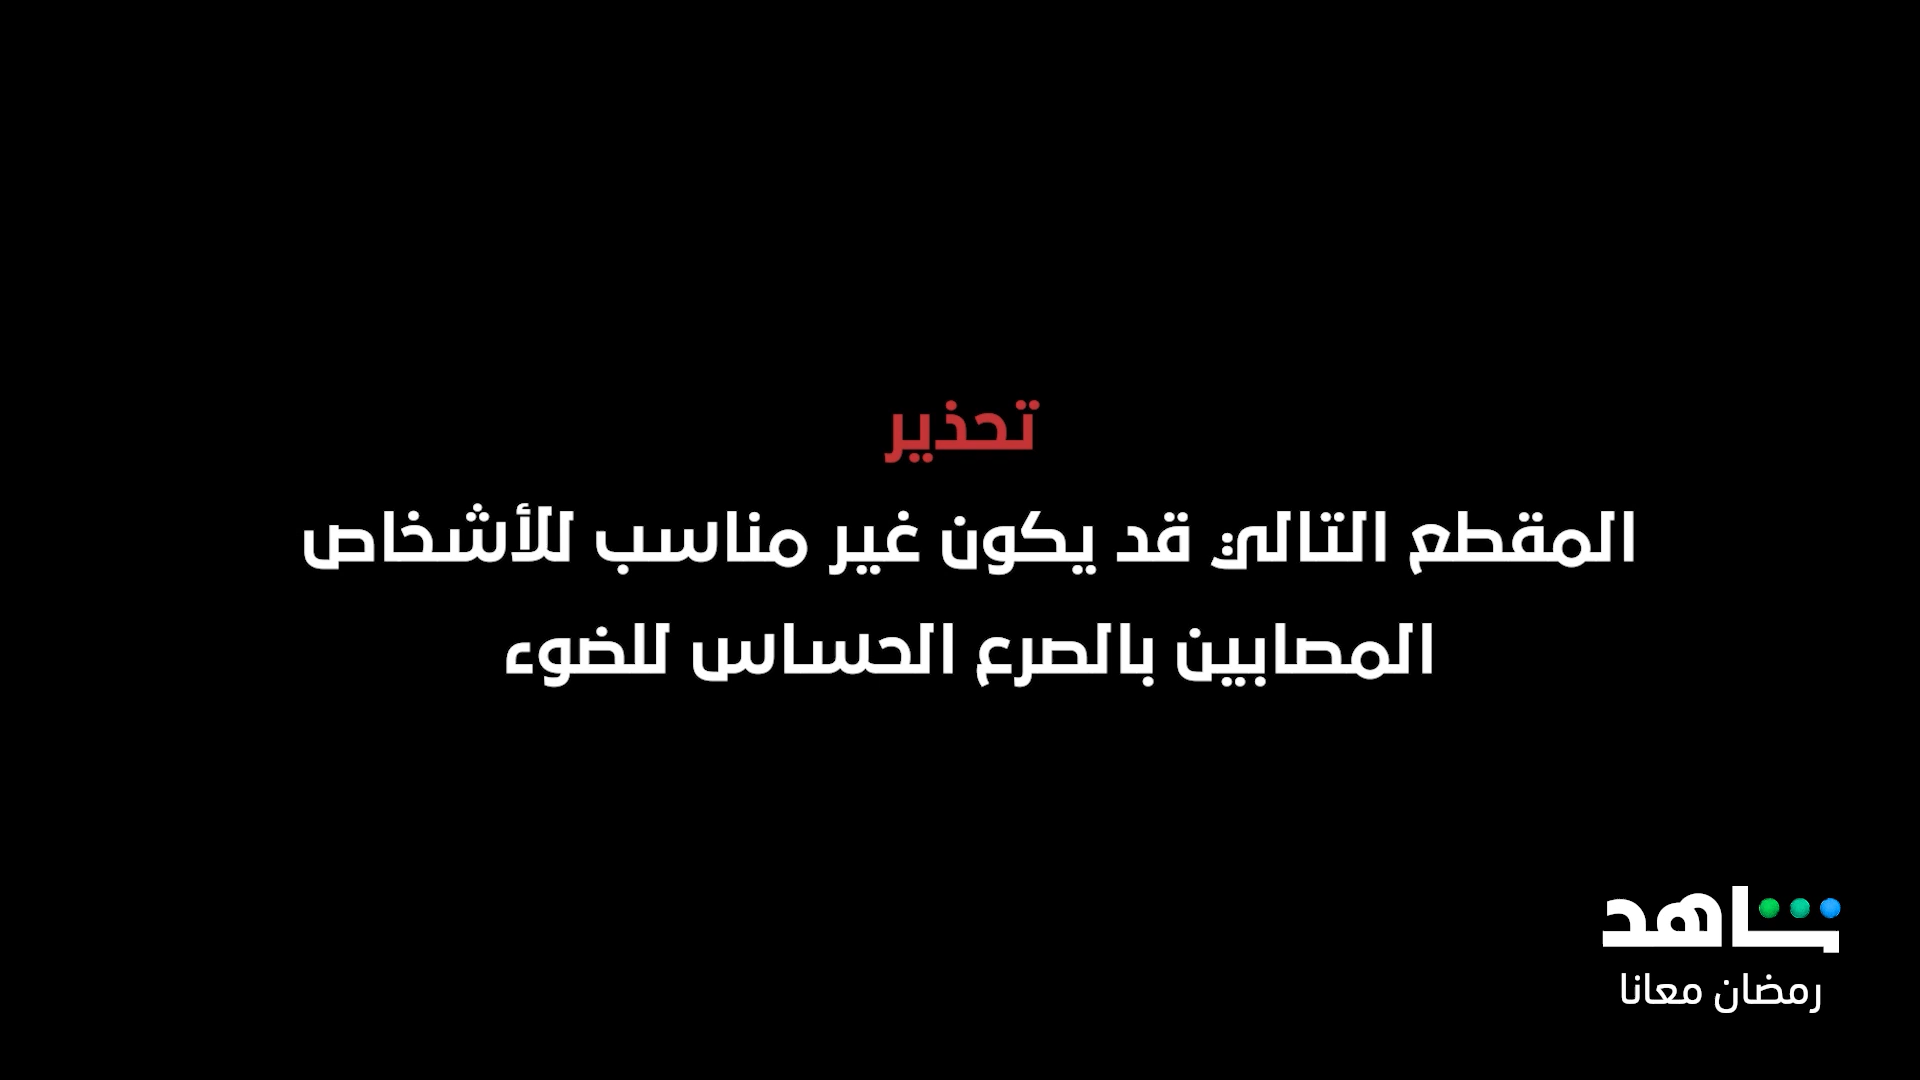 تحذير
المقطع التالي قد يكون غير مناسب للأشخاص
المصابين بالصرع الحساس للضوء
شاهد
رمضان معانا